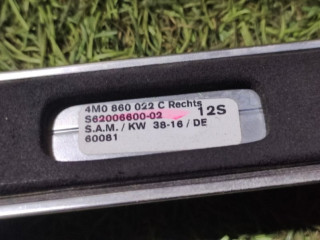 4M0 860 022 C Rechts
S62006600-02 12S
S.A.M. / KW 38-16 / DE
60081